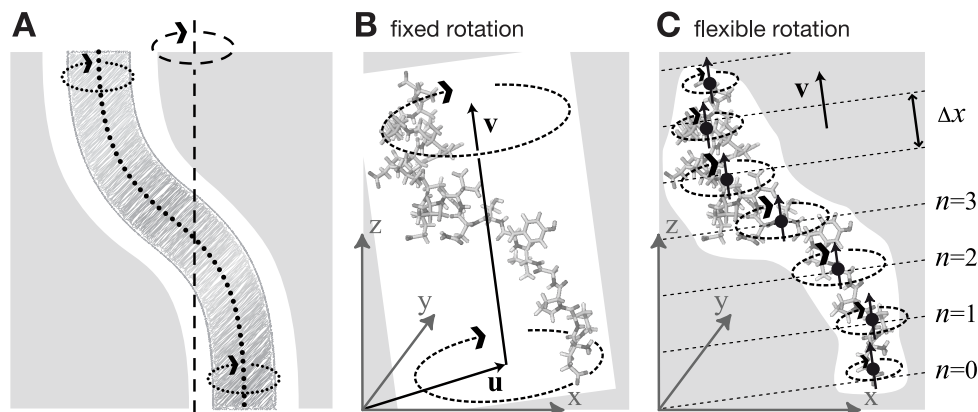 A
B fixed rotation
C flexible rotation
v
u
z
y
x
v
Δx
n=3
n=2
n=1
n=0
z
y
x